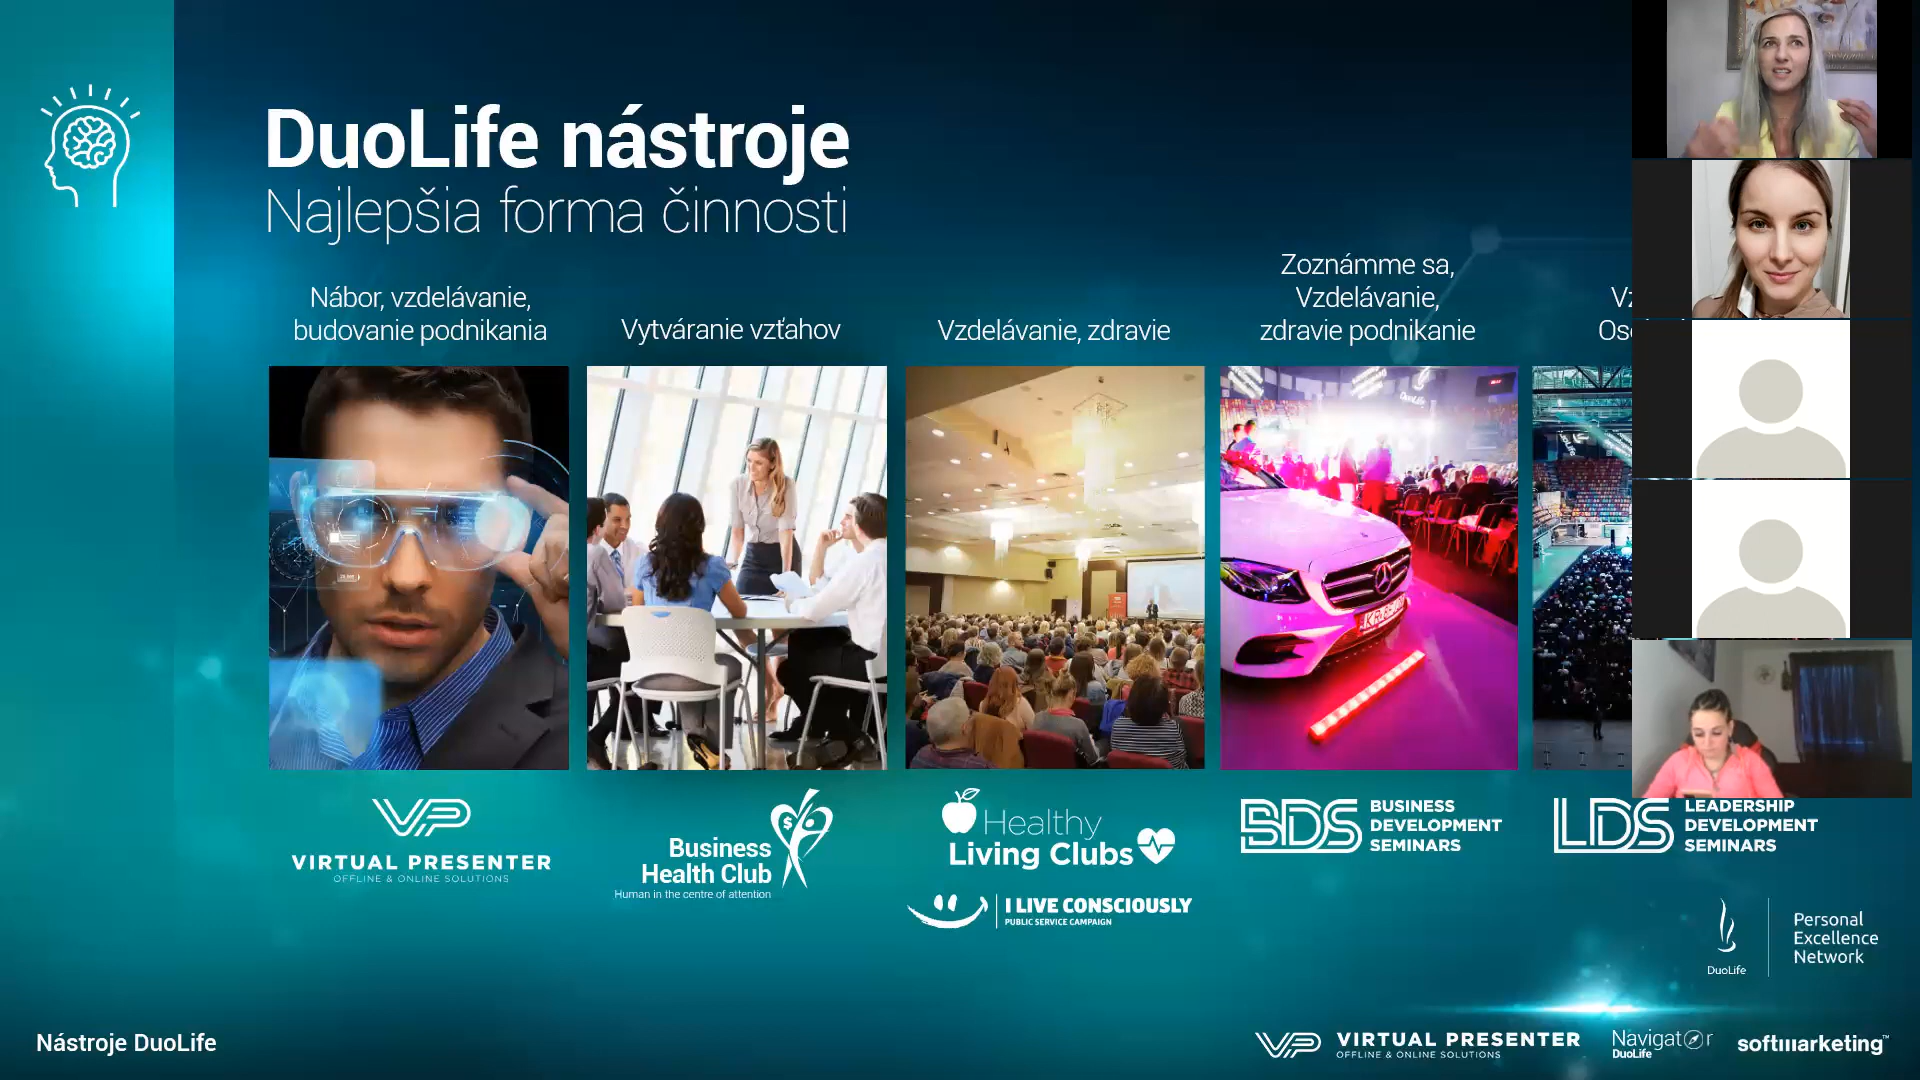 DuoLife nástroje
Najlepšia forma činnosti
Nábor, vzdelávanie,
budovanie podnikania
Vytváranie vzťahov
Vzdelávanie, zdravie
Zoznámme sa,
Vzdelávanie,
zdravie podnikanie
VIRTUAL PRESENTER
OFFLINE & ONLINE SOLUTIONS
Business
Health Club
Human in the centre of attention
Healthy
Living Clubs
I LIVE CONSCIOUSLY
PUBLIC SERVICE CAMPAIGN
BDS
BUSINESS
DEVELOPMENT
SEMINARS
LDS
LEADERSHIP
DEVELOPMENT
SEMINARS
DuoLife
Personal
Excellence
Network
Nástroje DuoLife
VP
VIRTUAL PRESENTER
OFFLINE & ONLINE SOLUTIONS
Navigator
DuoLife
softmarketing™